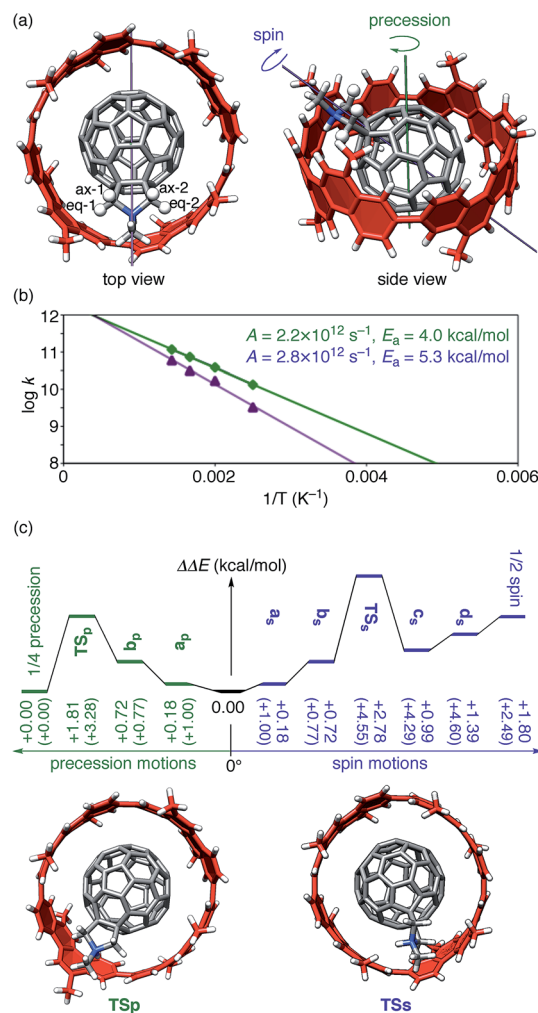 (a)
spin
precession
ax-1
ax-2
eq-1
eq-2
top view
side view
(b)
12
11
10
9
8
log k
A = 2.2×10¹² s⁻¹, Eₐ = 4.0 kcal/mol
A = 2.8×10¹² s⁻¹, Eₐ = 5.3 kcal/mol
0
0.002
0.004
0.006
1/T (K⁻¹)
(c)
ΔΔE (kcal/mol)
1/4 precession
TSp
bp
ap
as
bs
TSs
cs
ds
1/2 spin
+0.00
(+0.00)
+1.81
(+3.28)
+0.72
(+0.77)
+0.18
(+1.00)
0.00
+0.18
(+1.00)
+0.72
(+0.77)
+2.78
(+4.55)
+0.99
(+4.29)
+1.39
(+4.60)
+1.80
(+2.49)
precession motions
0°
spin motions
TSp
TSs